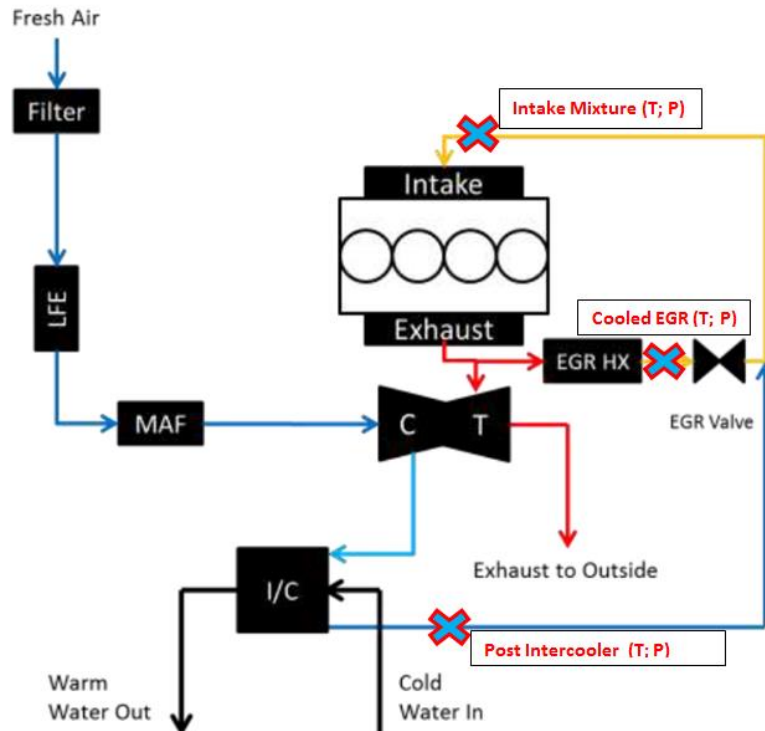 Fresh Air
Filter
Intake Mixture (T; P)
Intake
LFE
Exhaust
Cooled EGR (T; P)
EGR HX
EGR Valve
MAF
C
T
Exhaust to Outside
I/C
Post Intercooler (T; P)
Warm
Water Out
Cold
Water In